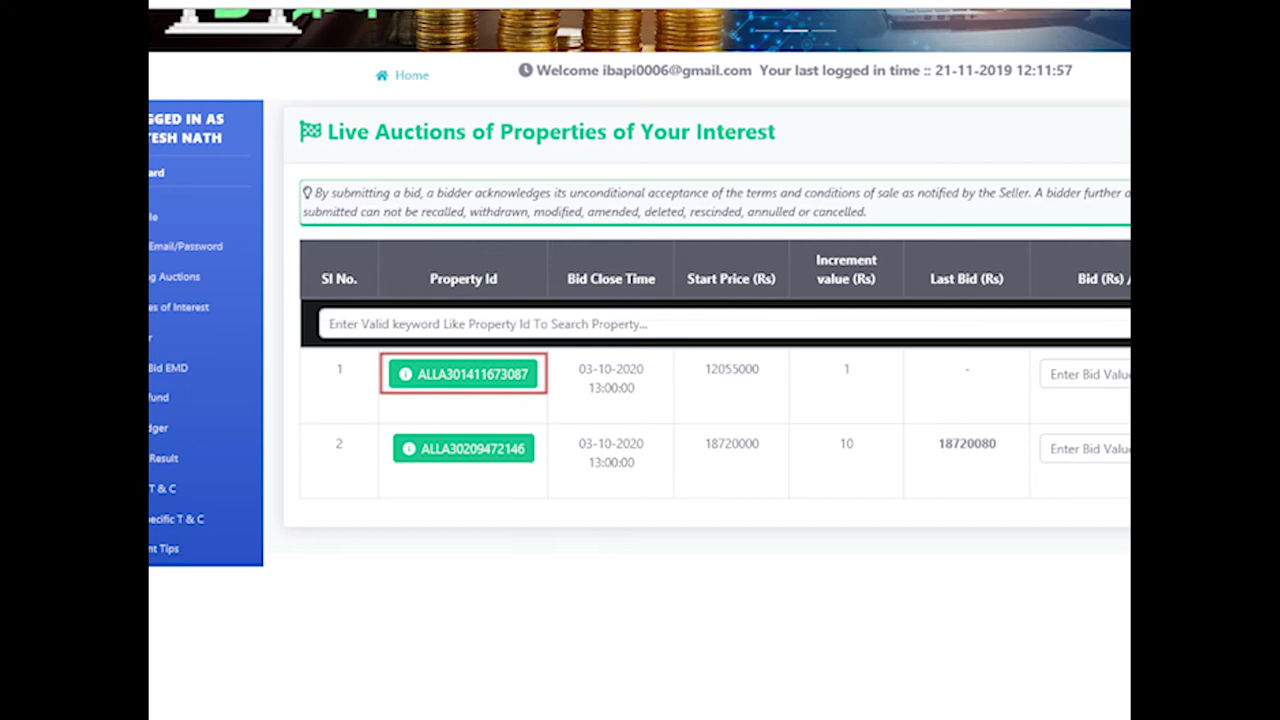 Home
Welcome ibapi0006@gmail.com Your last logged in time :: 21-11-2019 12:11:57
GGED IN AS
TESH NATH
ard
le
Email/Password
g Auctions
es of Interest
r
Bid EMD
fund
dger
Result
T & C
ecific T & C
nt Tips
Live Auctions of Properties of Your Interest
By submitting a bid, a bidder acknowledges its unconditional acceptance of the terms and conditions of sale as notified by the Seller. A bidder further a
submitted can not be recalled, withdrawn, modified, amended, deleted, rescinded, annulled or cancelled.
Sl No. Property Id Bid Close Time Start Price (Rs) Increment value (Rs) Last Bid (Rs) Bid (Rs) /
Enter Valid keyword Like Property Id To Search Property...
1 ALLA301411673087 03-10-2020 13:00:00 12055000 1 - Enter Bid Valu
2 ALLA30209472146 03-10-2020 13:00:00 18720000 10 18720080 Enter Bid Valu